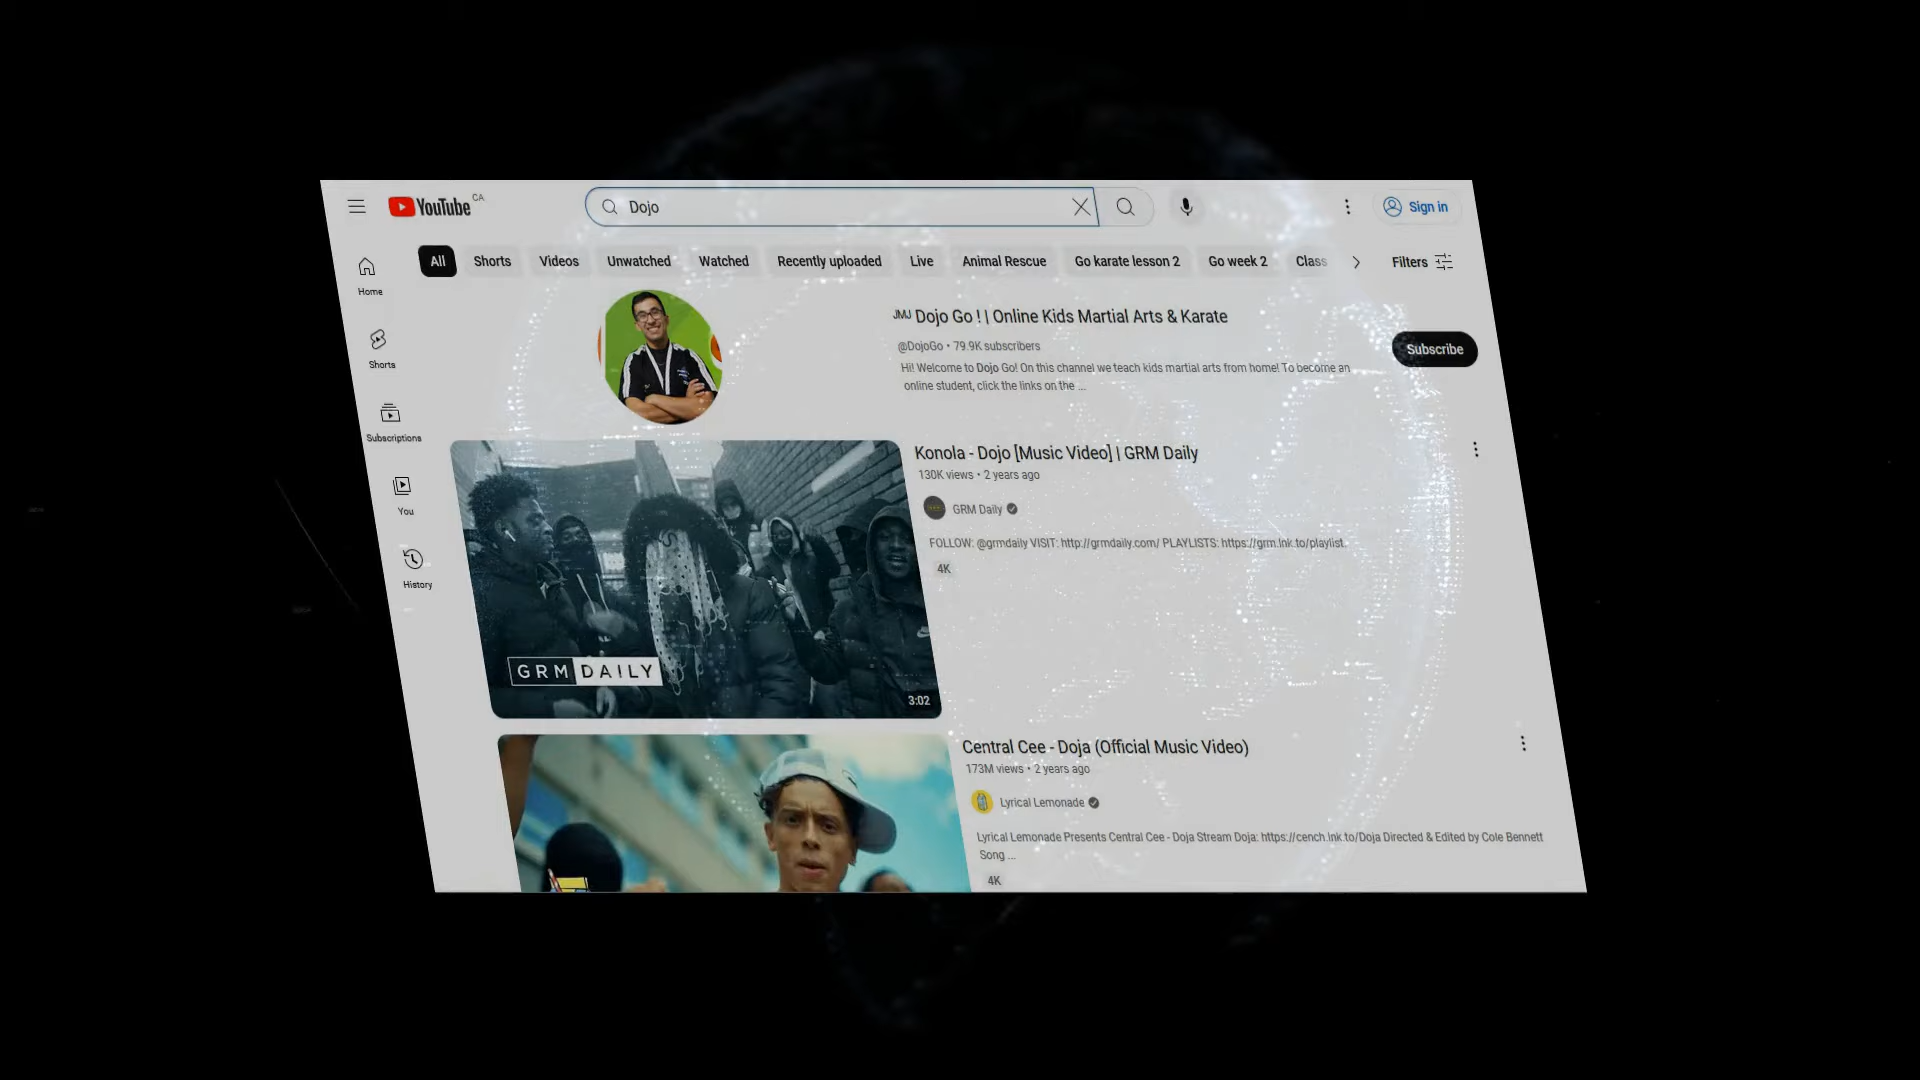 YouTube CA
Dojo
Sign in
All Shorts Videos Unwatched Watched Recently uploaded Live Animal Rescue Go karate lesson 2 Go week 2 Class Filters
Home
Shorts
Subscriptions
You
History
JMJ Dojo Go ! | Online Kids Martial Arts & Karate
@DojoGo • 79.9K subscribers
Hi! Welcome to Dojo Go! On this channel we teach kids martial arts from home! To become an
online student, click the links on the ...
Subscribe
GRM DAILY
3:02
Konola - Dojo [Music Video] | GRM Daily
130K views • 2 years ago
GRM Daily
FOLLOW: @grmdaily VISIT: http://grmdaily.com/ PLAYLISTS: https://grm.lnk.to/playlist.
4K
Central Cee - Doja (Official Music Video)
173M views • 2 years ago
Lyrical Lemonade
Lyrical Lemonade Presents Central Cee - Doja Stream Doja: https://cench.lnk.to/Doja Directed & Edited by Cole Bennett
Song ...
4K